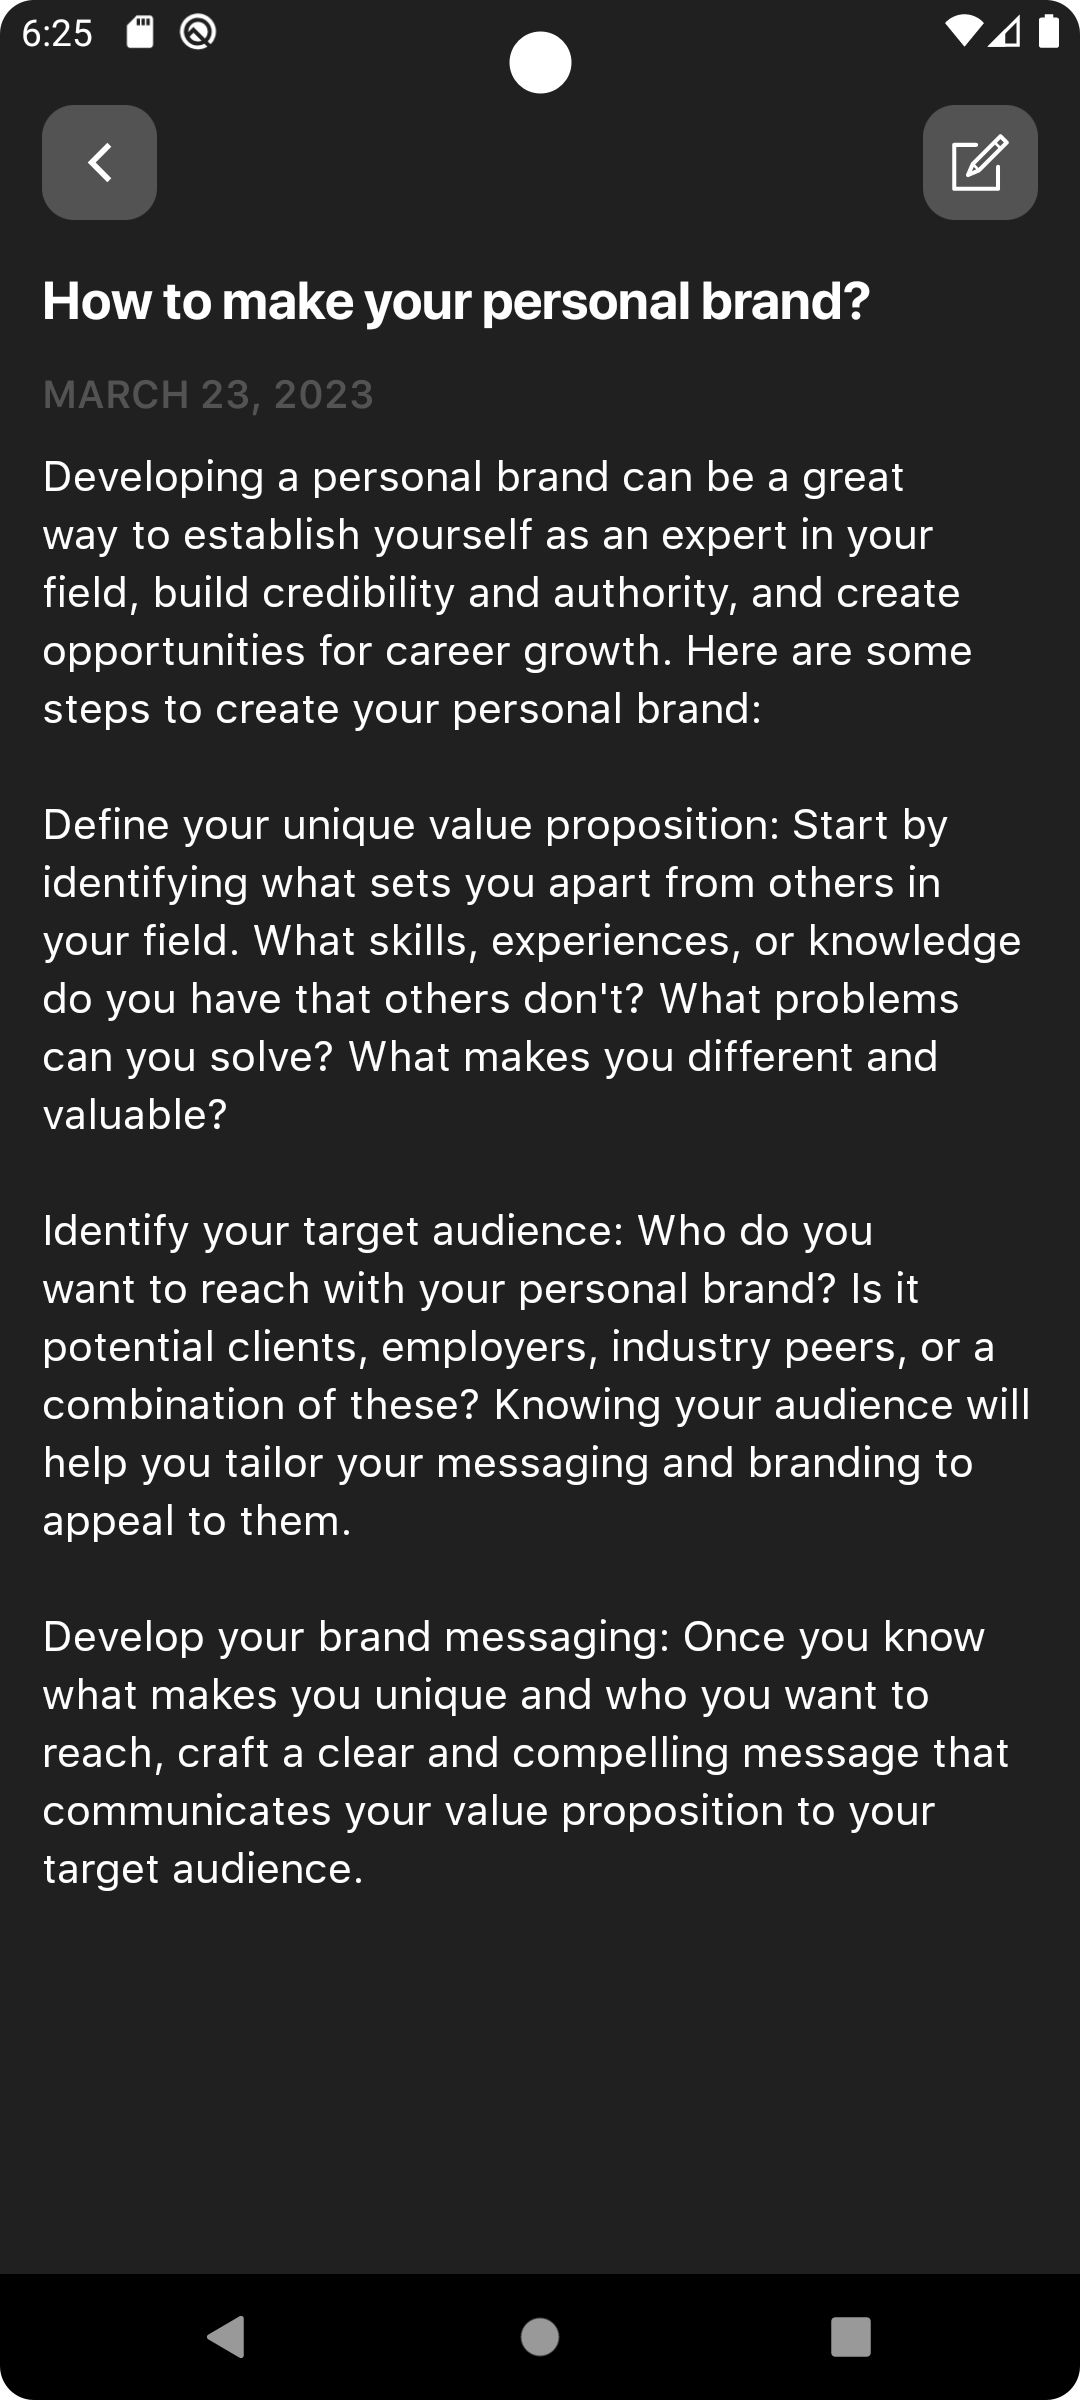 6:25
How to make your personal brand?
MARCH 23, 2023
Developing a personal brand can be a great
way to establish yourself as an expert in your
field, build credibility and authority, and create
opportunities for career growth. Here are some
steps to create your personal brand:
Define your unique value proposition: Start by
identifying what sets you apart from others in
your field. What skills, experiences, or knowledge
do you have that others don't? What problems
can you solve? What makes you different and
valuable?
Identify your target audience: Who do you
want to reach with your personal brand? Is it
potential clients, employers, industry peers, or a
combination of these? Knowing your audience will
help you tailor your messaging and branding to
appeal to them.
Develop your brand messaging: Once you know
what makes you unique and who you want to
reach, craft a clear and compelling message that
communicates your value proposition to your
target audience.